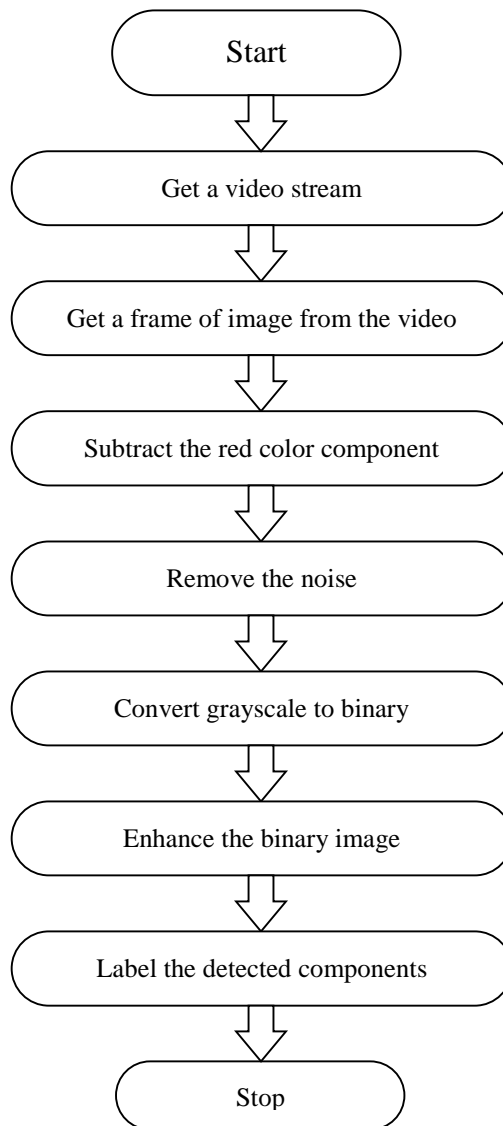 Start
Get a video stream
Get a frame of image from the video
Subtract the red color component
Remove the noise
Convert grayscale to binary
Enhance the binary image
Label the detected components
Stop